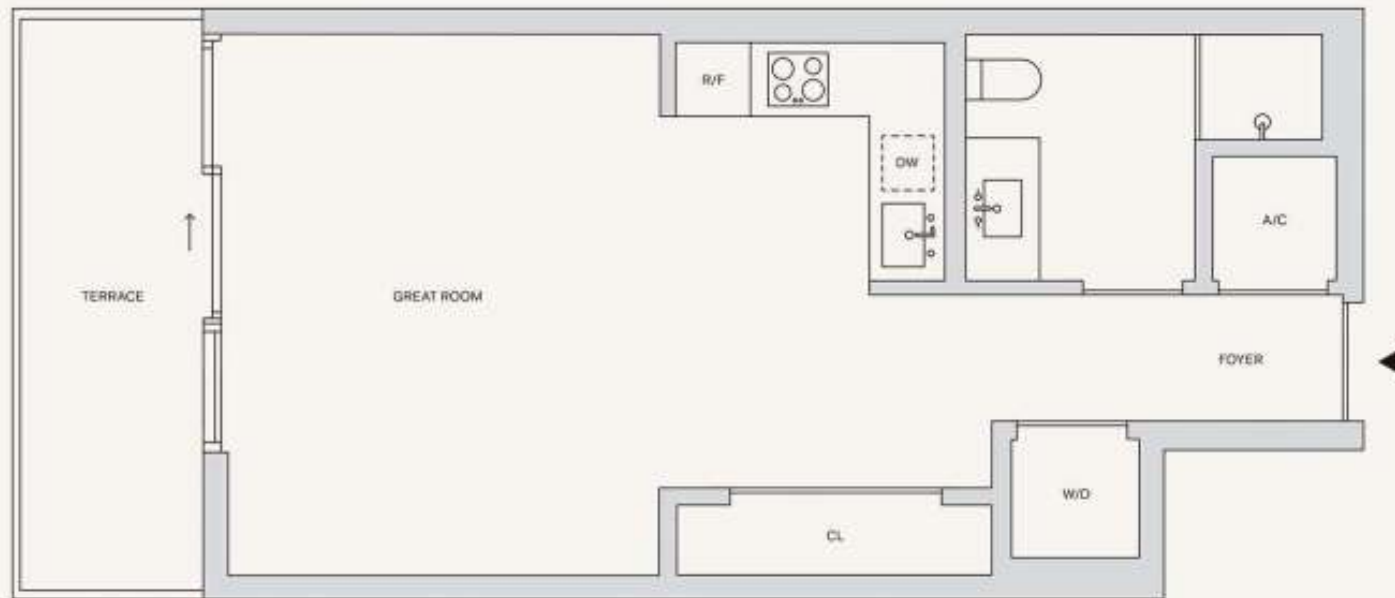 R/F
DW
A/C
TERRACE
GREAT ROOM
FOYER
W/D
CL